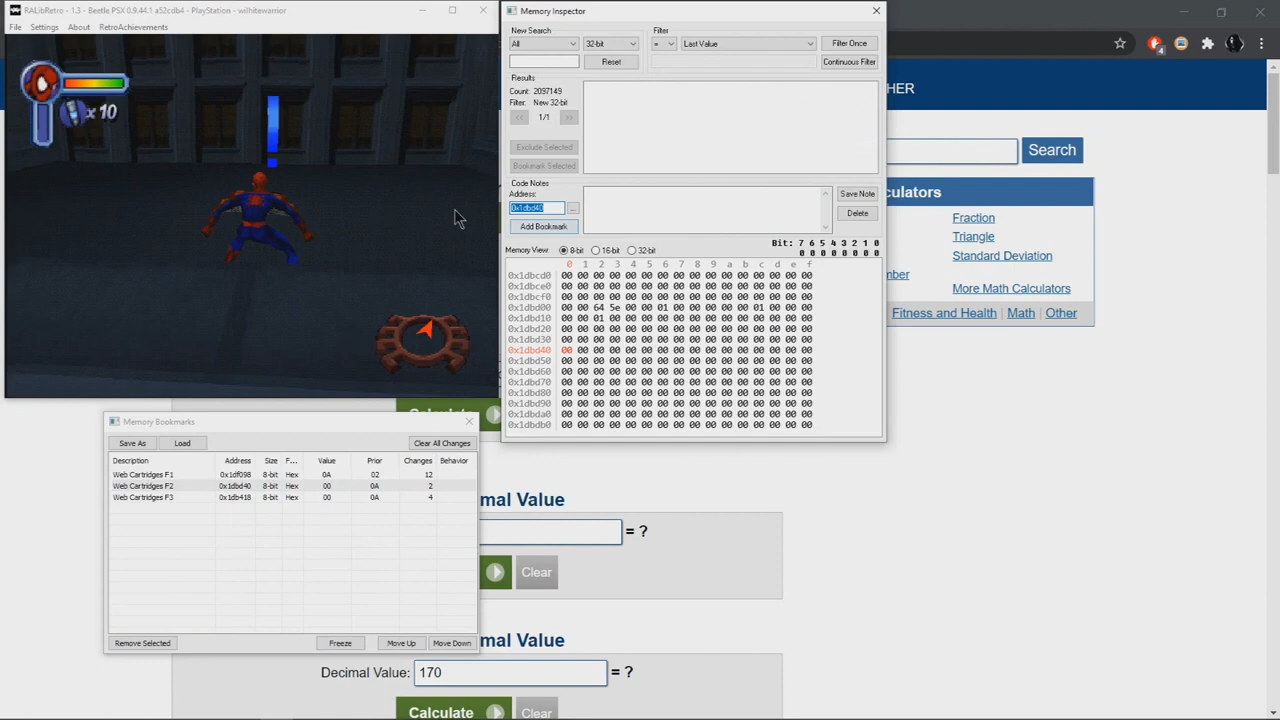 RALibRetro - 1.3 - Beetle PSX 0.9.44.1 a52cdb4 - PlayStation - wilhitewarrior
File Settings About RetroAchievements
x 10
Memory Inspector
New Search
All 32-bit
Reset
Filter
= Last Value
Filter Once
Continuous Filter
Results
Count: 2097149
Filter: New 32-bit
<< 1/1 >>
Exclude Selected
Bookmark Selected
Code Notes
Address:
0x1dbd40 ...
Add Bookmark
Save Note
Delete
Bit: 7 6 5 4 3 2 1 0
0 0 0 0 0 0 0 0
Memory View: 8-bit 16-bit 32-bit
0 1 2 3 4 5 6 7 8 9 a b c d e f
0x1dbcd0 00 00 00 00 00 00 00 00 00 00 00 00 00 00 00 00
0x1dbce0 00 00 00 00 00 00 00 00 00 00 00 00 00 00 00 00
0x1dbcf0 00 00 00 00 00 00 00 00 00 00 00 00 00 00 00 00
0x1dbd00 00 00 64 5e 00 00 01 00 00 00 00 00 01 00 00 00
0x1dbd10 00 00 01 00 00 00 00 00 00 00 00 00 00 00 00 00
0x1dbd20 00 00 00 00 00 00 00 00 00 00 00 00 00 00 00 00
0x1dbd30 00 00 00 00 00 00 00 00 00 00 00 00 00 00 00 00
0x1dbd40 00 00 00 00 00 00 00 00 00 00 00 00 00 00 00 00
0x1dbd50 00 00 00 00 00 00 00 00 00 00 00 00 00 00 00 00
0x1dbd60 00 00 00 00 00 00 00 00 00 00 00 00 00 00 00 00
0x1dbd70 00 00 00 00 00 00 00 00 00 00 00 00 00 00 00 00
0x1dbd80 00 00 00 00 00 00 00 00 00 00 00 00 00 00 00 00
0x1dbd90 00 00 00 00 00 00 00 00 00 00 00 00 00 00 00 00
0x1dbda0 00 00 00 00 00 00 00 00 00 00 00 00 00 00 00 00
0x1dbdb0 00 00 00 00 00 00 00 00 00 00 00 00 00 00 00 00
4
HER
Search
culators
Fraction
Triangle
Standard Deviation
mber
More Math Calculators
Fitness and Health | Math | Other
Memory Bookmarks
Save As Load Clear All Changes
Description Address Size F... Value Prior Changes Behavior
Web Cartridges F1 0x1df098 8-bit Hex 0A 02 12
Web Cartridges F2 0x1dbd40 8-bit Hex 00 0A 2
Web Cartridges F3 0x1db418 8-bit Hex 00 0A 4
Remove Selected Freeze Move Up Move Down
Calculate
mal Value
= ?
Clear
mal Value
Decimal Value: 170 = ?
Calculate Clear